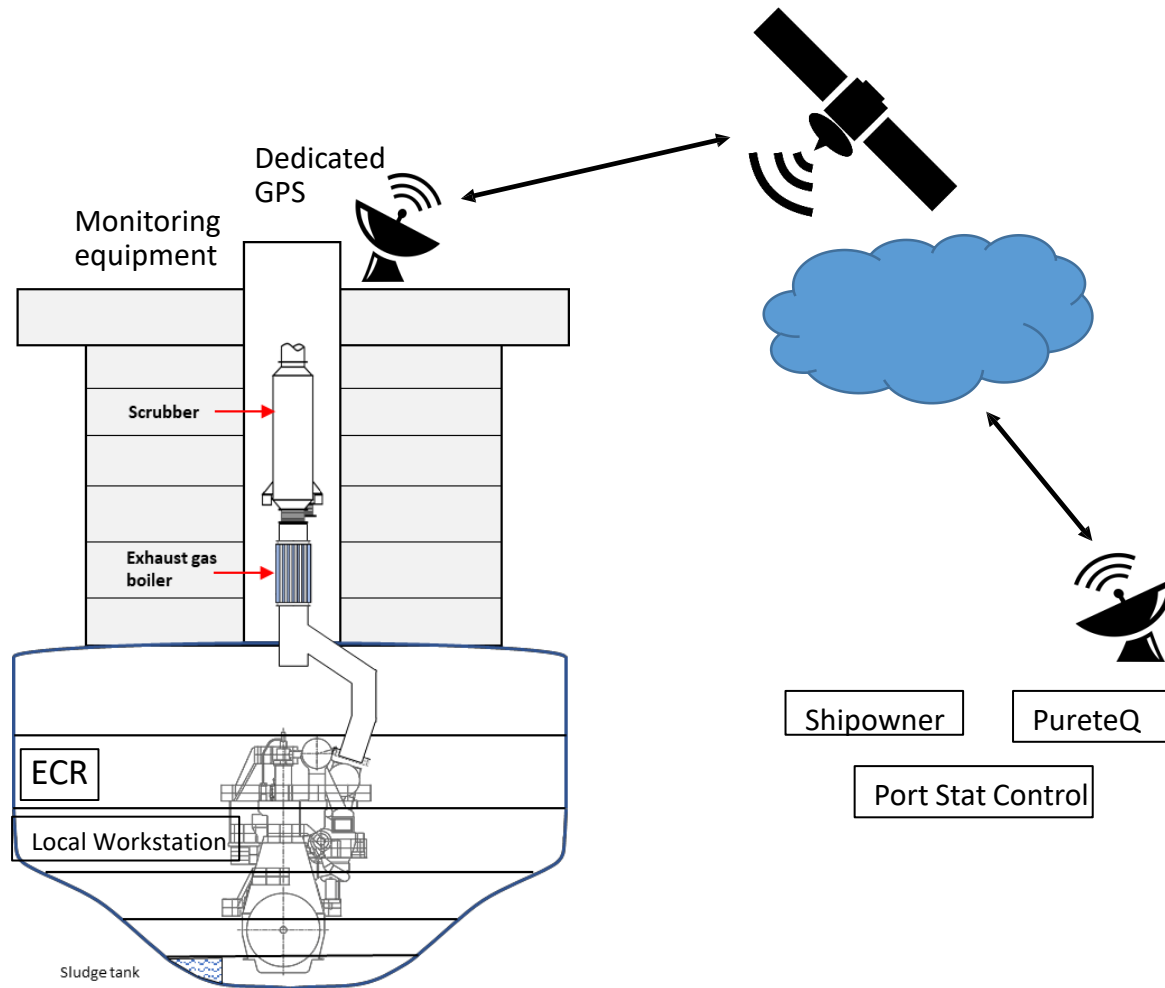 Dedicated
GPS
Monitoring
equipment
Scrubber
Exhaust gas
boiler
Shipowner
PureteQ
ECR
Port Stat Control
Local Workstation
Sludge tank